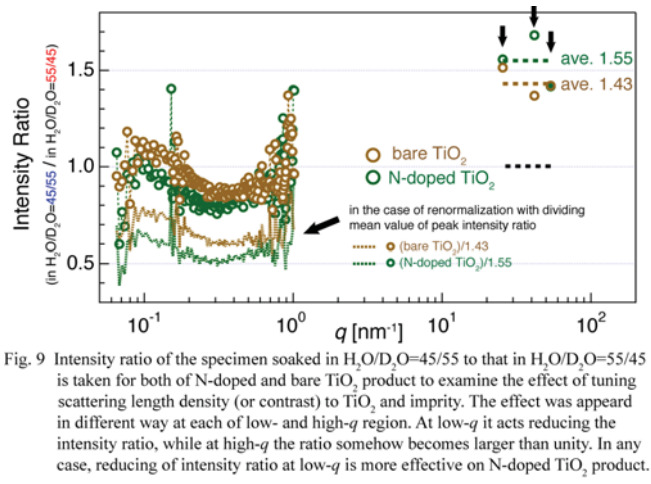 1.5
1.0
0.5
Intensity Ratio
(in H₂O/D₂O=45/55 / in H₂O/D₂O=55/45)
ave. 1.55
ave. 1.43
bare TiO₂
N-doped TiO₂
in the case of renormalization with dividing
mean value of peak intensity ratio
(bare TiO₂)/1.43
(N-doped TiO₂)/1.55
10⁻¹ 10⁰ 10¹ 10²
q [nm⁻¹]
Fig. 9 Intensity ratio of the specimen soaked in H₂O/D₂O=45/55 to that in H₂O/D₂O=55/45
is taken for both of N-doped and bare TiO₂ product to examine the effect of tuning
scattering length density (or contrast) to TiO₂ and imprity. The effect was appeard
in different way at each of low- and high-q region. At low-q it acts reducing the
intensity ratio, while at high-q the ratio somehow becomes larger than unity. In any
case, reducing of intensity ratio at low-q is more effective on N-doped TiO₂ product.